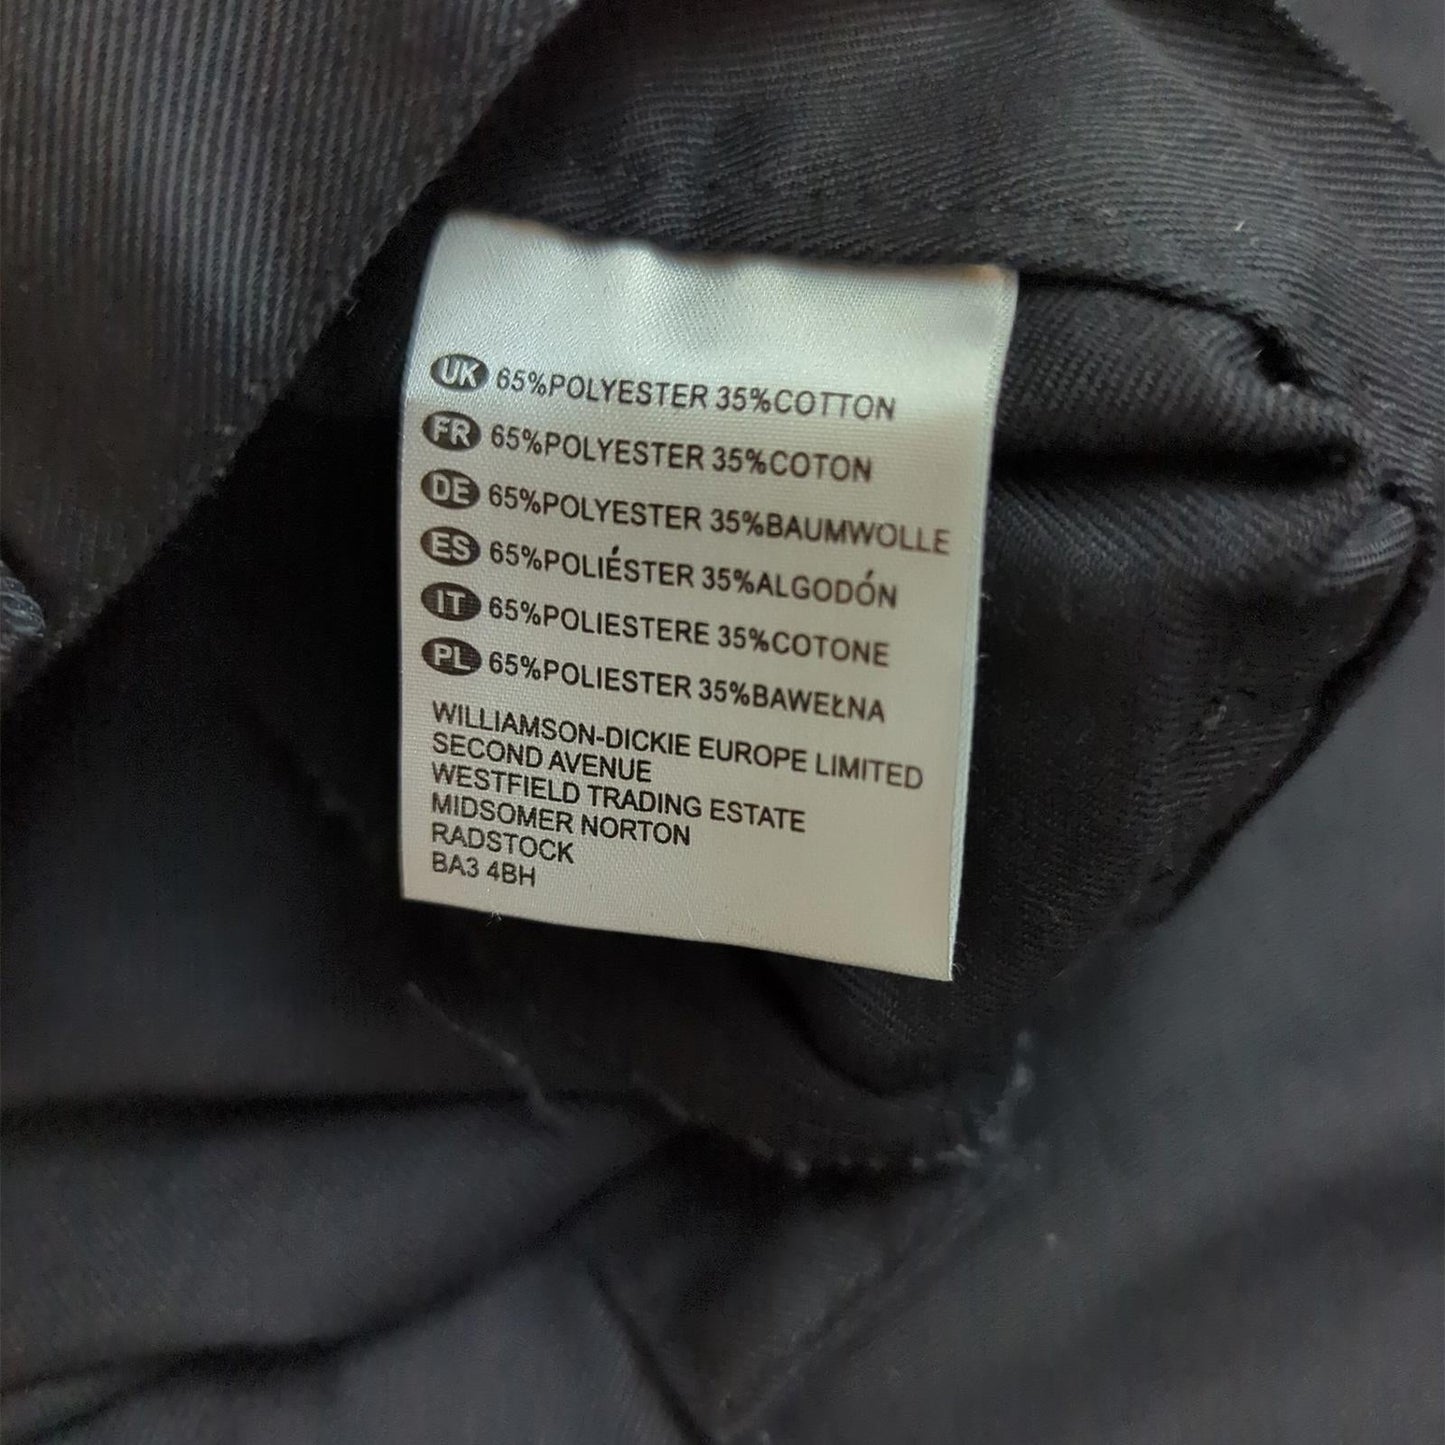 UK 65%POLYESTER 35%COTTON
FR 65%POLYESTER 35%COTON
DE 65%POLYESTER 35%BAUMWOLLE
ES 65%POLIÉSTER 35%ALGODÓN
IT 65%POLIESTERE 35%COTONE
PL 65%POLIESTER 35%BAWEŁNA
WILLIAMSON-DICKIE EUROPE LIMITED
SECOND AVENUE
WESTFIELD TRADING ESTATE
MIDSOMER NORTON
RADSTOCK
BA3 4BH